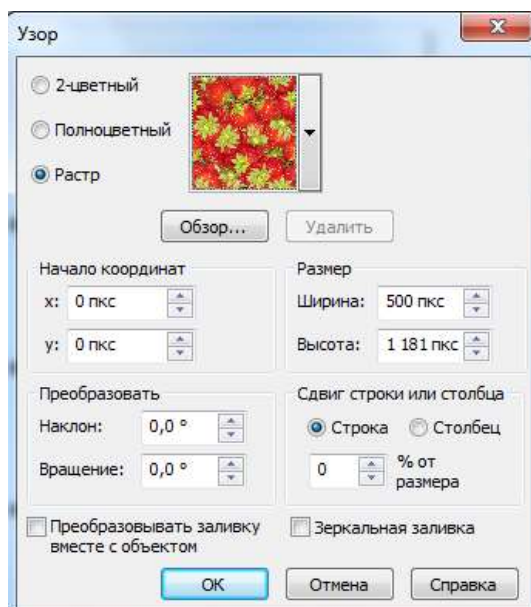 Узор
2-цветный
Полноцветный
Растр
Обзор... Удалить
Начало координат
x: 0 пкс
y: 0 пкс
Размер
Ширина: 500 пкс
Высота: 1 181 пкс
Преобразовать
Наклон: 0,0 °
Вращение: 0,0 °
Сдвиг строки или столбца
Строка Столбец
0 % от
размера
Преобразовывать заливку
вместе с объектом
Зеркальная заливка
ОК Отмена Справка